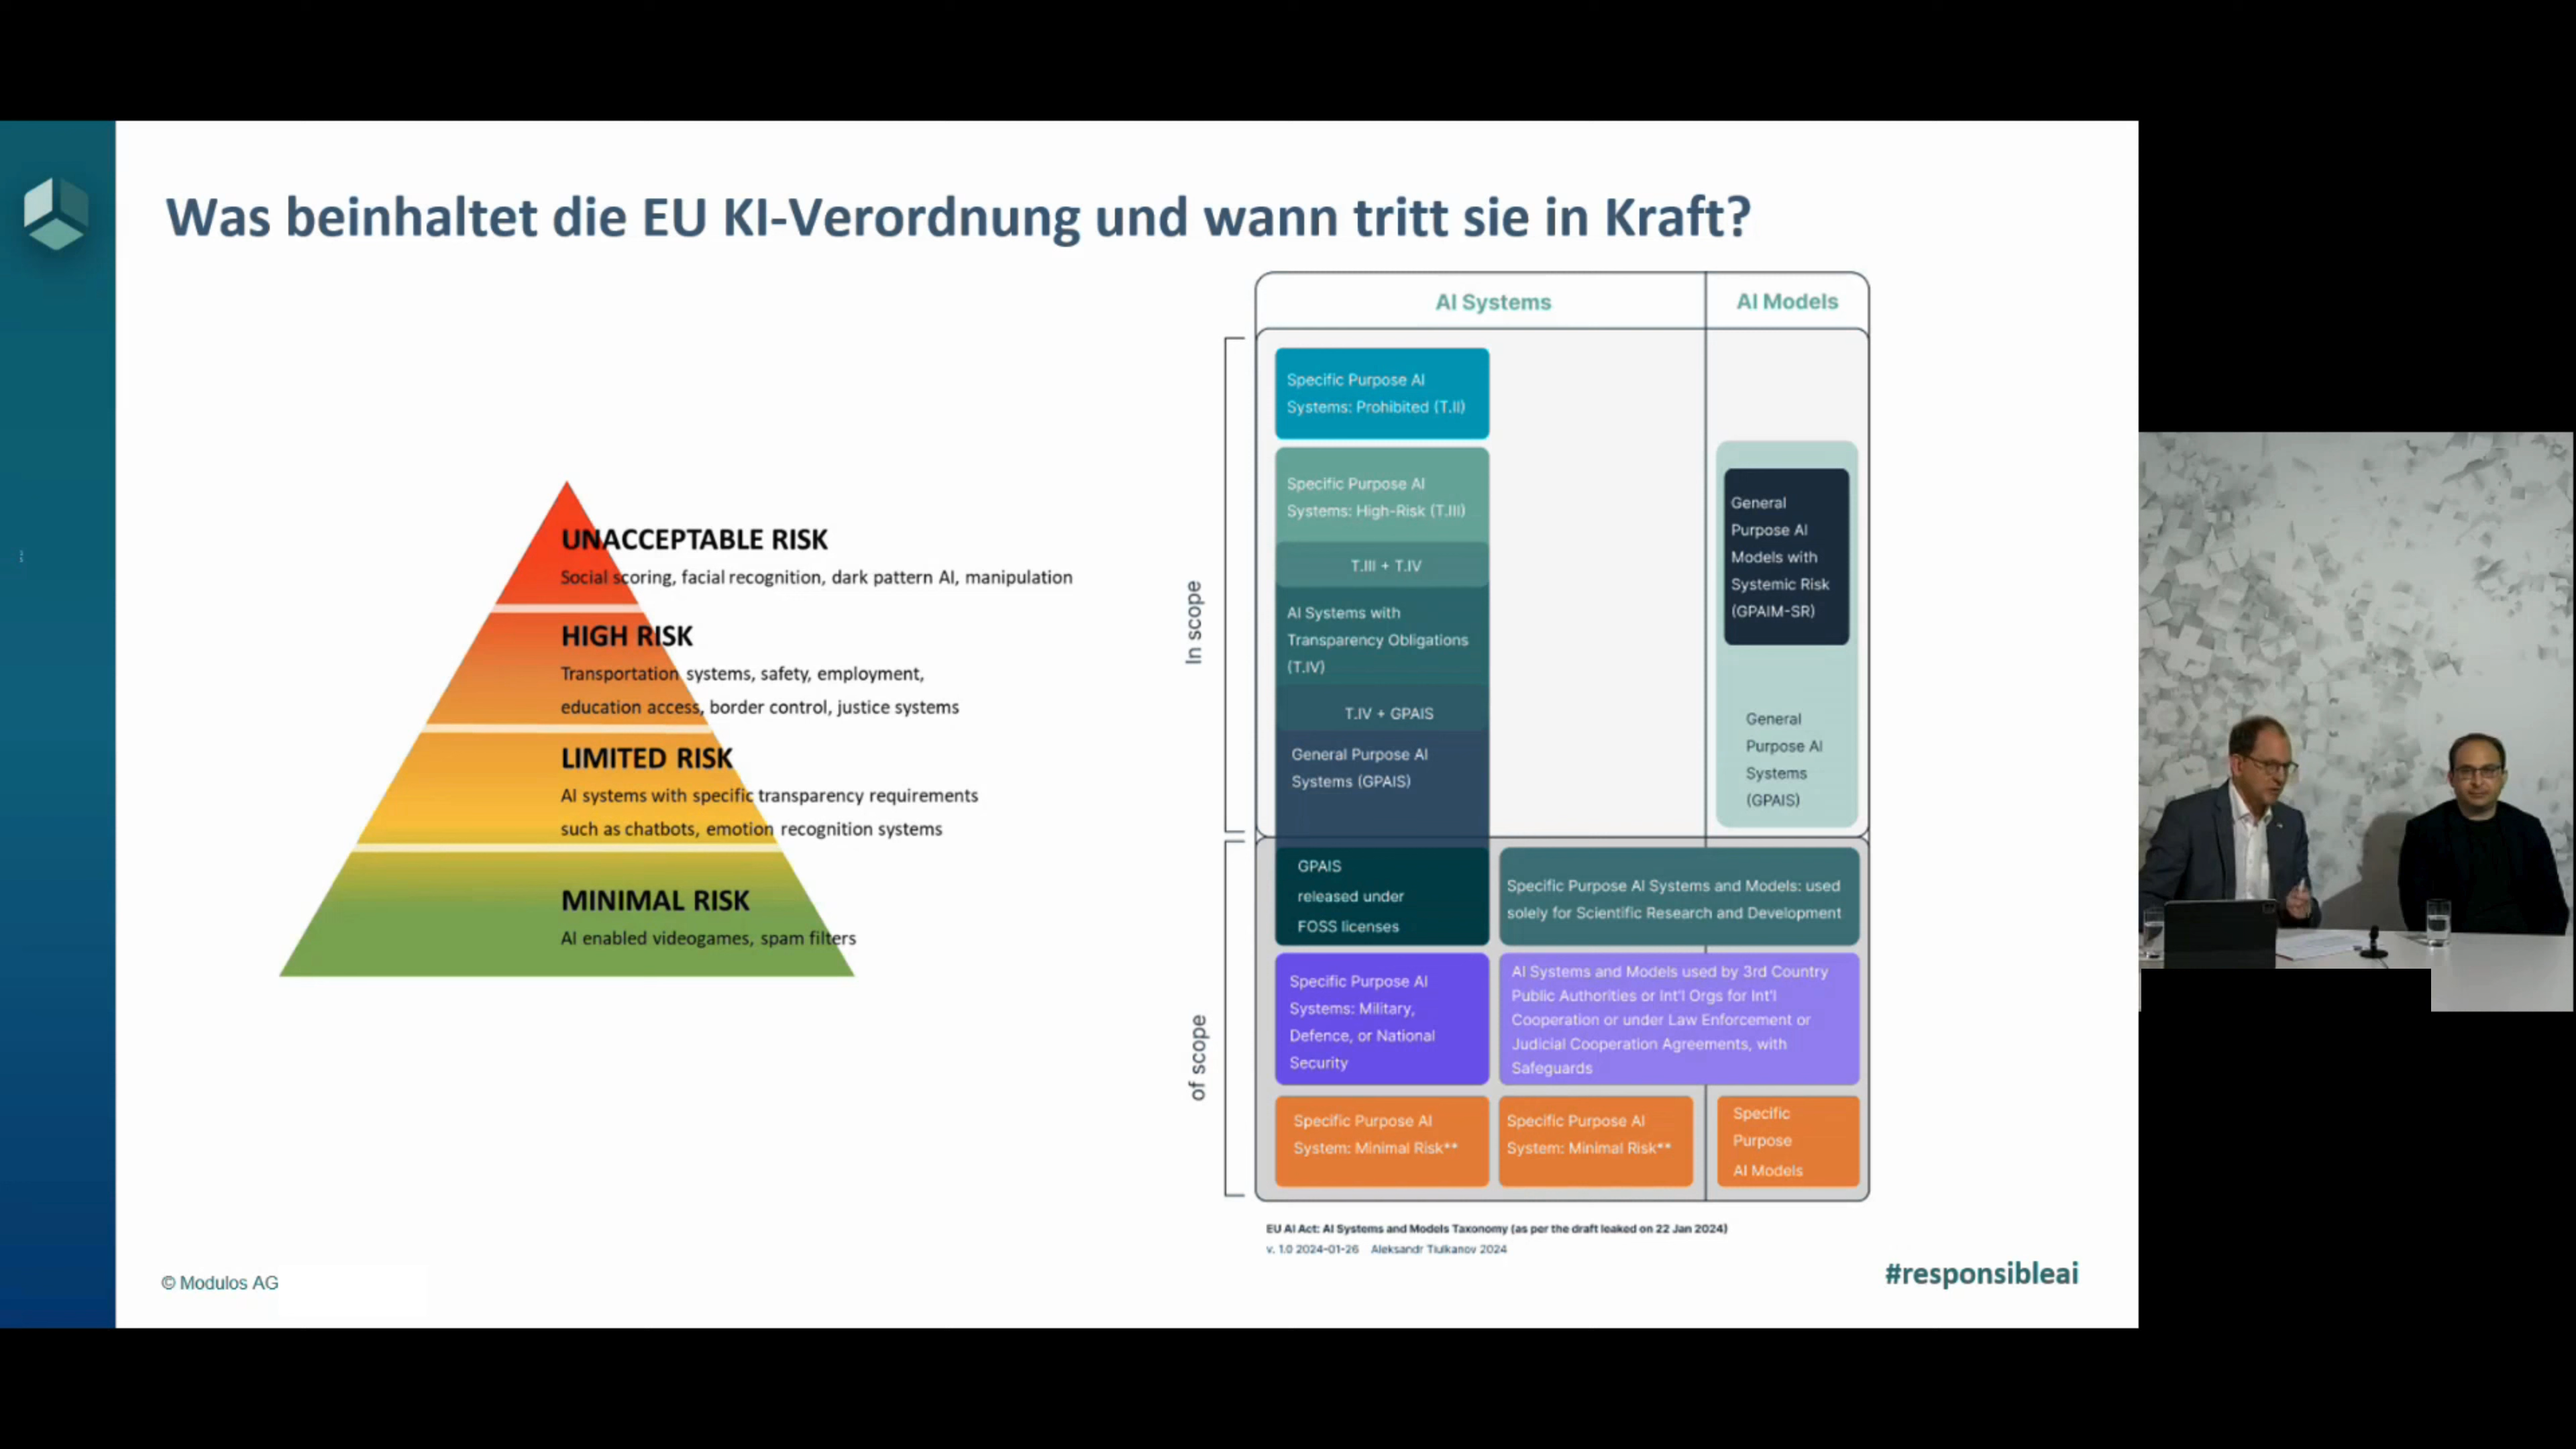 Was beinhaltet die EU KI-Verordnung und wann tritt sie in Kraft?
UNACCEPTABLE RISK
Social scoring, facial recognition, dark pattern AI, manipulation
HIGH RISK
Transportation systems, safety, employment,
education access, border control, justice systems
LIMITED RISK
AI systems with specific transparency requirements
such as chatbots, emotion recognition systems
MINIMAL RISK
AI enabled videogames, spam filters
AI Systems
AI Models
In scope
Specific Purpose AI
Systems: Prohibited (T.II)
Specific Purpose AI
Systems: High-Risk (T.III)
T.III + T.IV
AI Systems with
Transparency Obligations
(T.IV)
T.IV + GPAIS
General Purpose AI
Systems (GPAIS)
General
Purpose AI
Models with
Systemic Risk
(GPAIM-SR)
General
Purpose AI
Systems
(GPAIS)
of scope
GPAIS
released under
FOSS licenses
Specific Purpose AI Systems and Models: used
solely for Scientific Research and Development
Specific Purpose AI
Systems: Military,
Defence, or National
Security
AI Systems and Models used by 3rd Country
Public Authorities or Int'l Orgs for Int'l
Cooperation or under Law Enforcement or
Judicial Cooperation Agreements, with
Safeguards
Specific Purpose AI
System: Minimal Risk**
Specific Purpose AI
System: Minimal Risk**
Specific
Purpose
AI Models
EU AI Act: AI Systems and Models Taxonomy (as per the draft leaked on 22 Jan 2024)
v. 1.0 2024-01-26 Aleksandr Tiulkanov 2024
© Modulos AG
#responsibleai